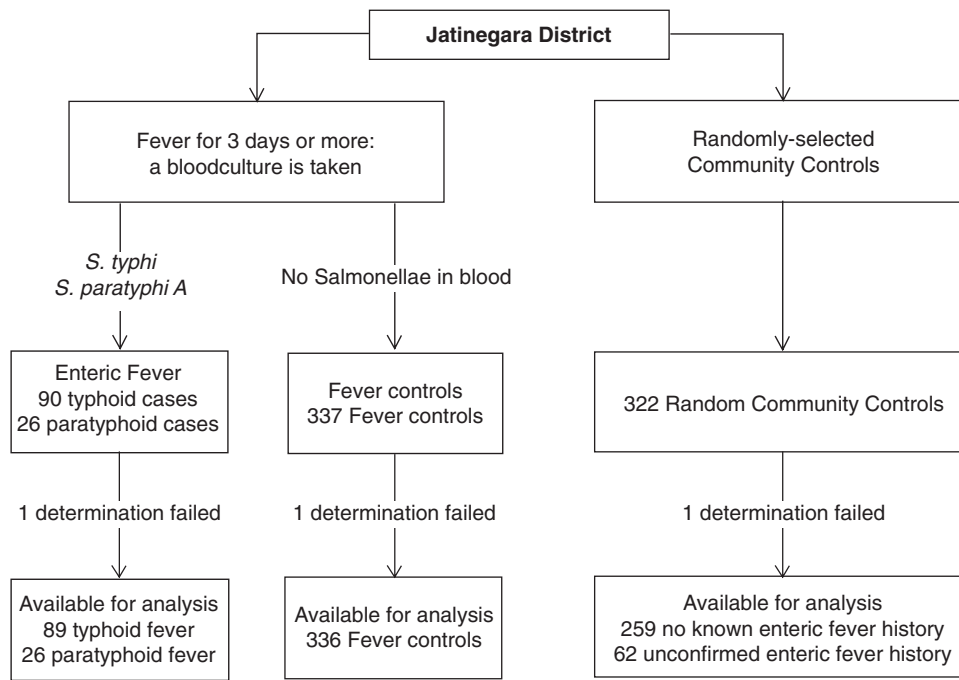 Jatinegara District
Fever for 3 days or more:
a bloodculture is taken
Randomly-selected
Community Controls
S. typhi
S. paratyphi A
No Salmonellae in blood
Enteric Fever
90 typhoid cases
26 paratyphoid cases
Fever controls
337 Fever controls
322 Random Community Controls
1 determination failed
1 determination failed
1 determination failed
Available for analysis
89 typhoid fever
26 paratyphoid fever
Available for analysis
336 Fever controls
Available for analysis
259 no known enteric fever history
62 unconfirmed enteric fever history